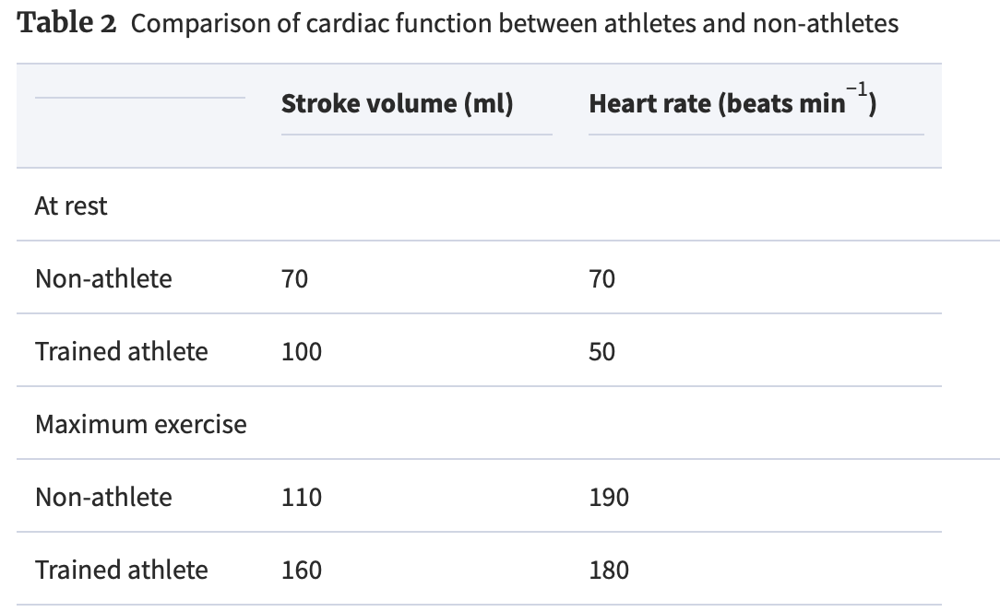 Table 2 Comparison of cardiac function between athletes and non-athletes
Stroke volume (ml) Heart rate (beats min⁻¹)
At rest
Non-athlete 70 70
Trained athlete 100 50
Maximum exercise
Non-athlete 110 190
Trained athlete 160 180